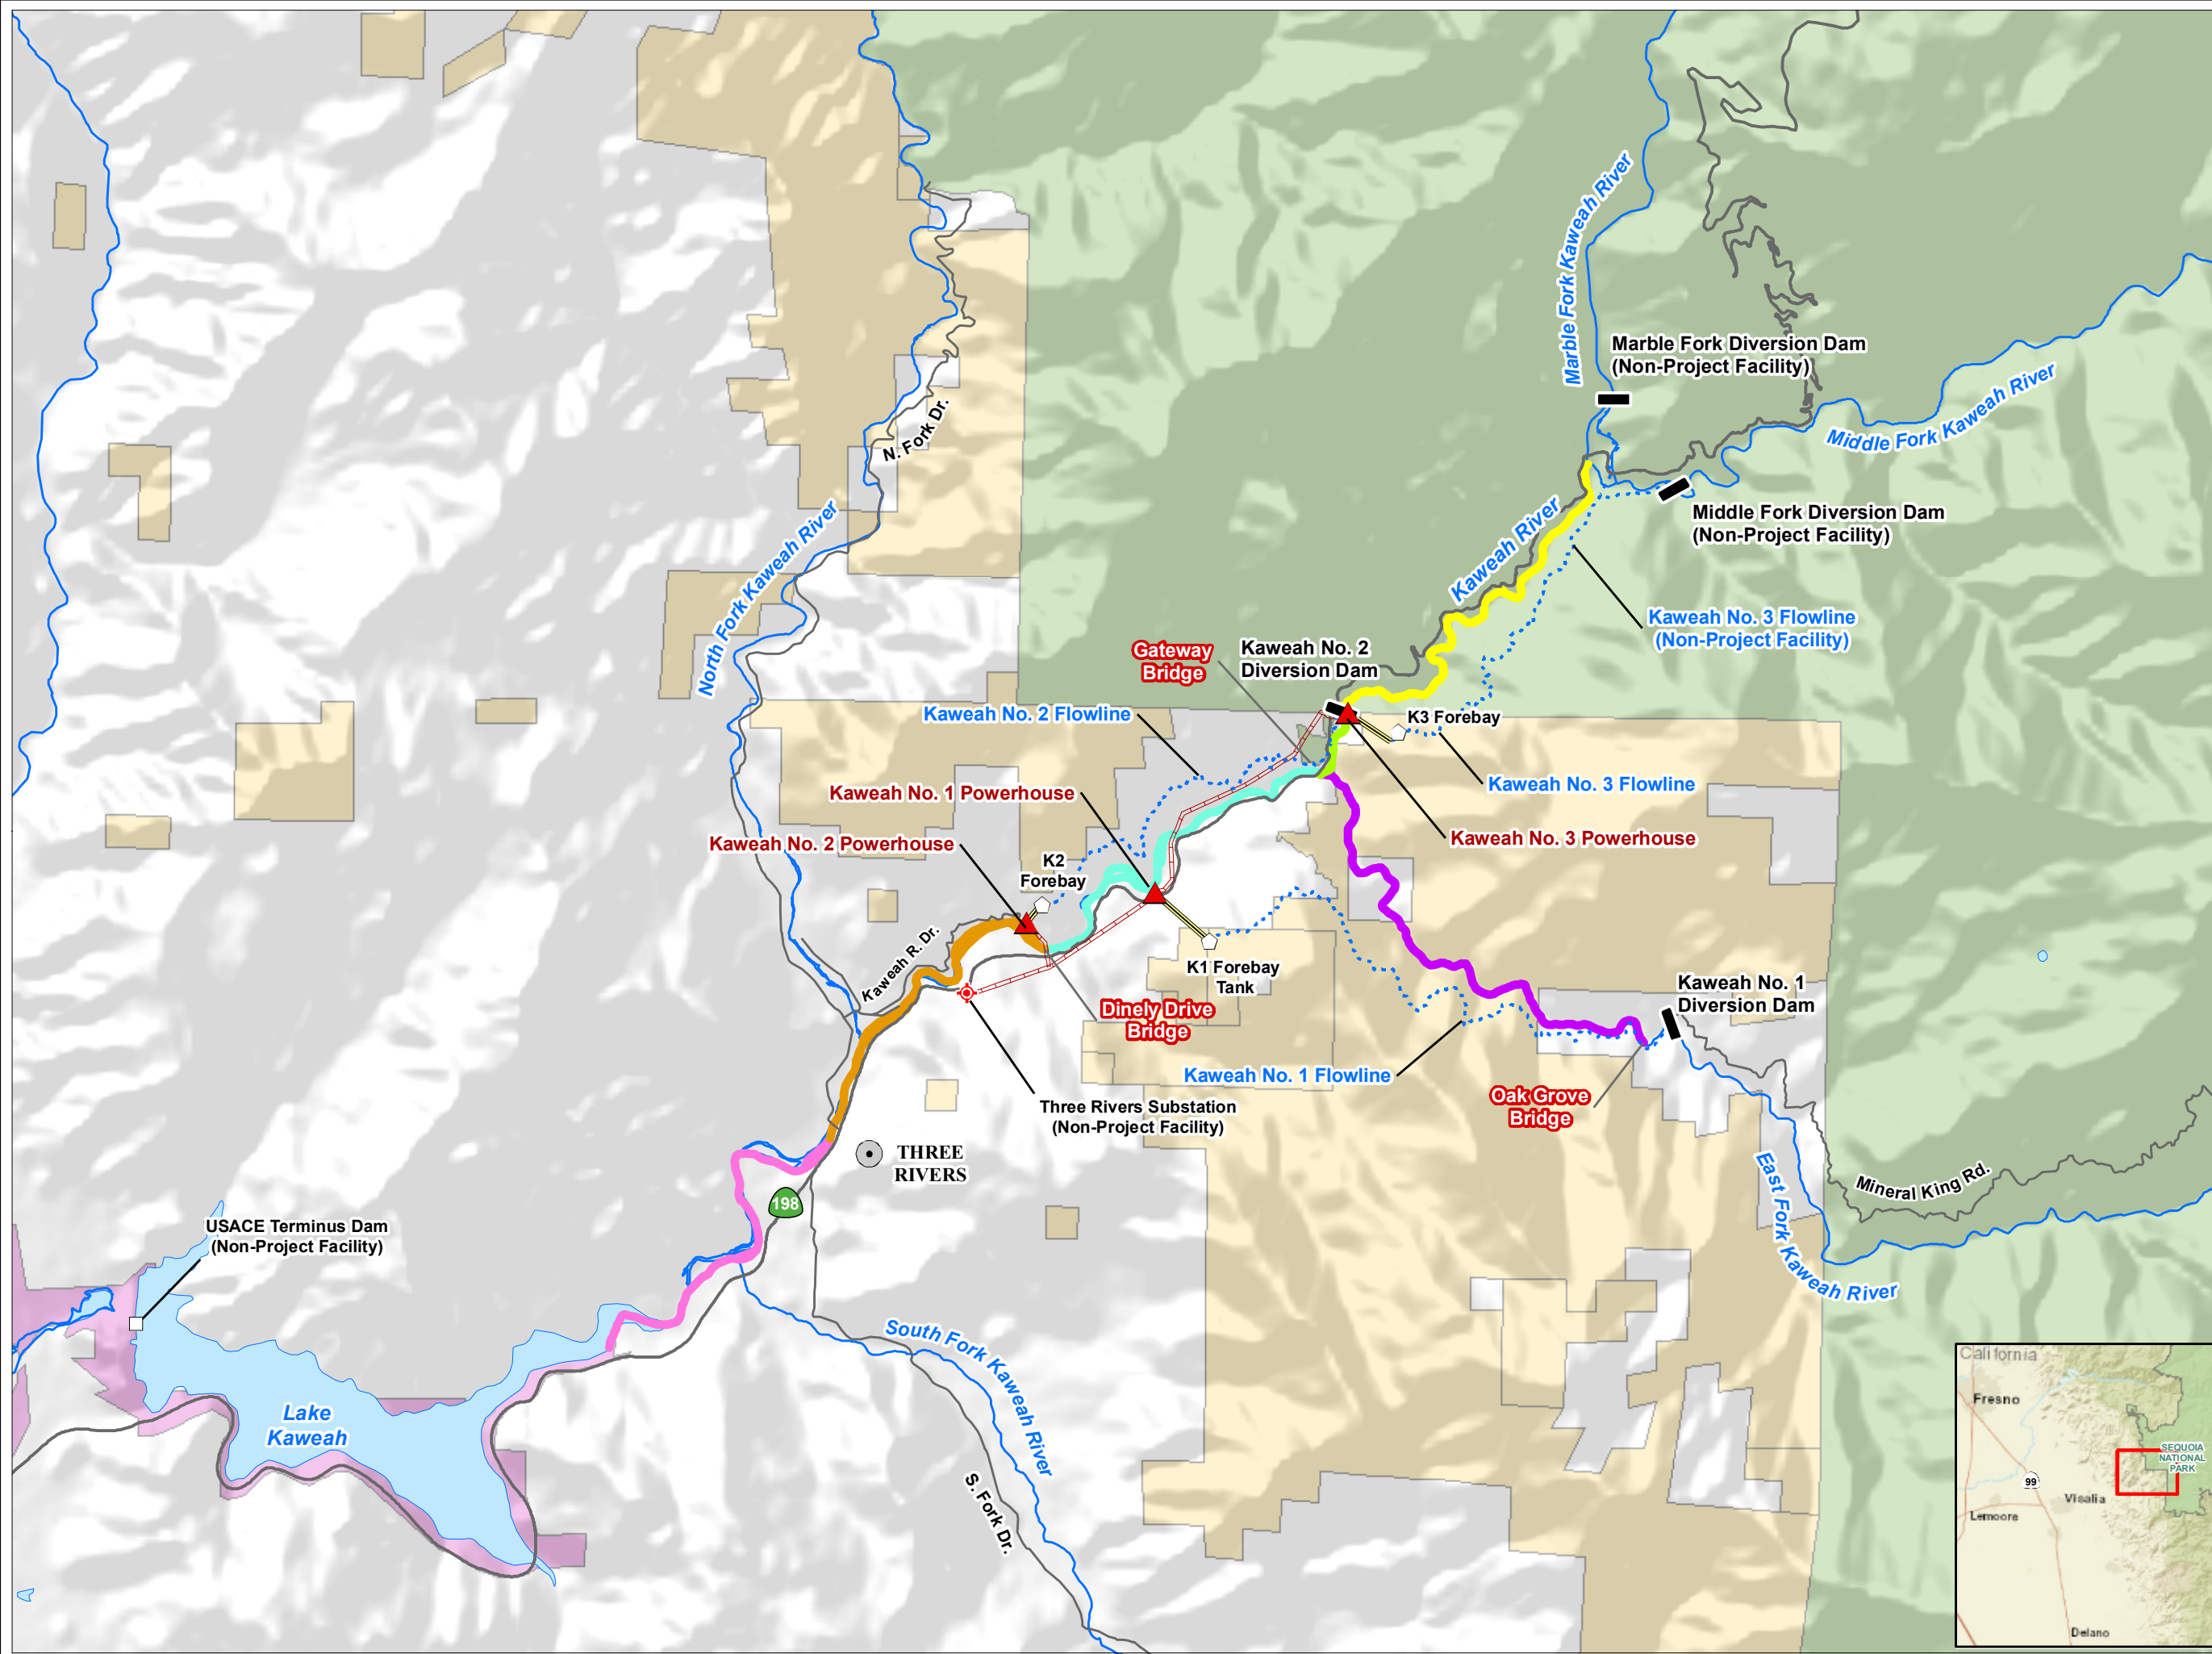 Marble Fork Kaweah River
Marble Fork Diversion Dam
(Non-Project Facility)
Middle Fork Kaweah River
N. Fork Dr.
Middle Fork Diversion Dam
(Non-Project Facility)
Kaweah River
North Fork Kaweah River
Kaweah No. 3 Flowline
(Non-Project Facility)
Gateway
Bridge
Kaweah No. 2
Diversion Dam
Kaweah No. 2 Flowline
K3 Forebay
Kaweah No. 3 Flowline
Kaweah No. 1 Powerhouse
Kaweah No. 3 Powerhouse
Kaweah No. 2 Powerhouse
K2
Forebay
Kaweah R. Dr.
K1 Forebay
Tank
Kaweah No. 1
Diversion Dam
Dinely Drive
Bridge
Kaweah No. 1 Flowline
Oak Grove
Bridge
Three Rivers Substation
(Non-Project Facility)
THREE
RIVERS
198
Mineral King Rd.
East Fork Kaweah River
USACE Terminus Dam
(Non-Project Facility)
South Fork Kaweah River
Lake
Kaweah
S. Fork Dr.
California
Fresno
SEQUOIA
NATIONAL
PARK
99
Visalia
Lemoore
Delano